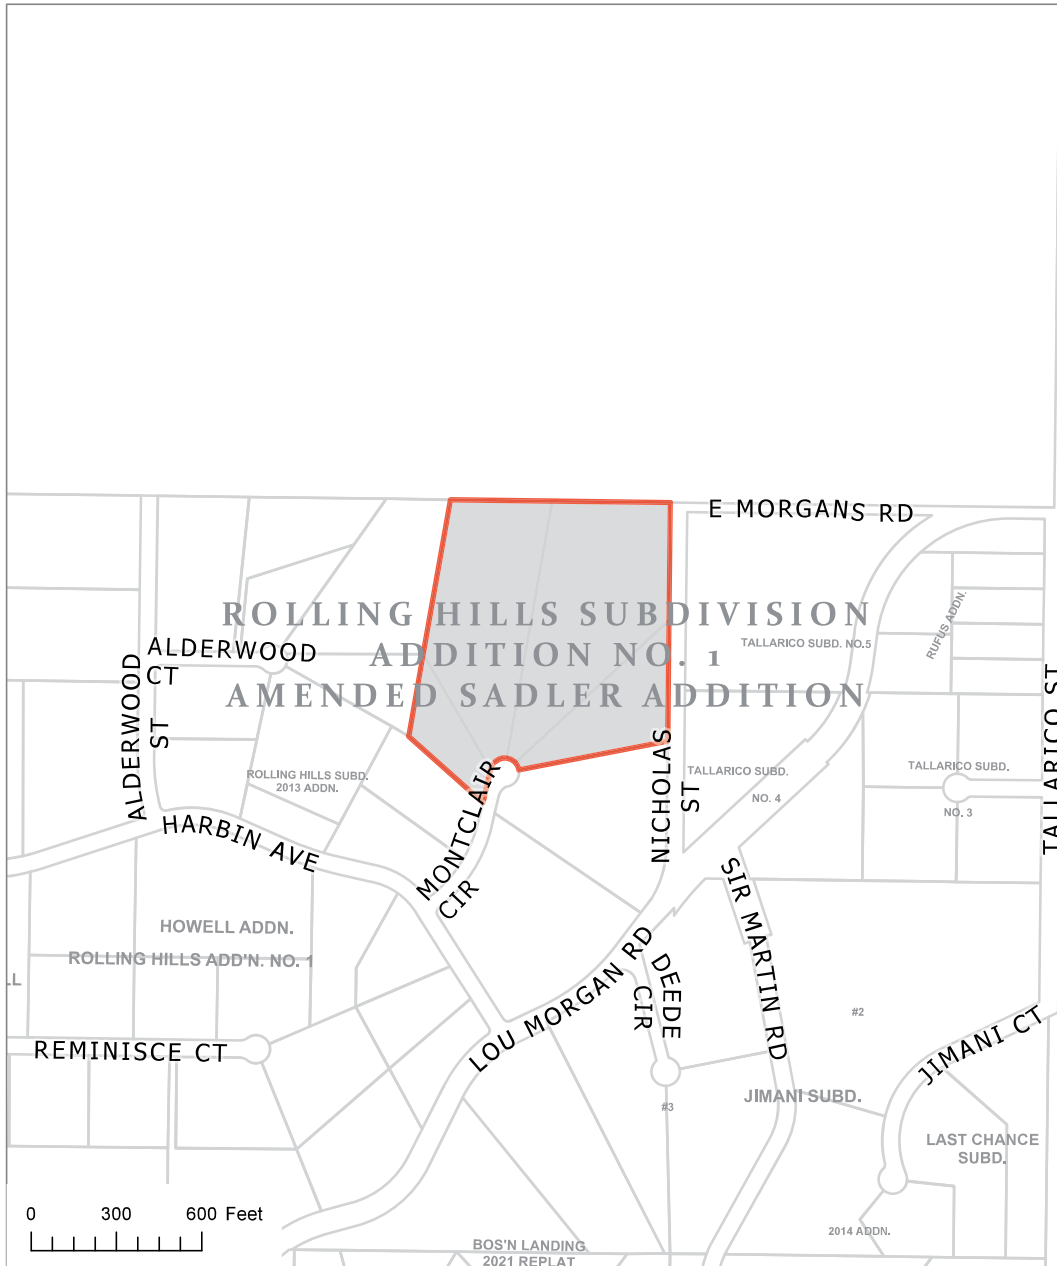 E MORGANS RD
ROLLING HILLS SUBDIVISION
ADDITION NO. 1
AMENDED SADLER ADDITION
RUFUS ADDN.
TALLARICO SUBD. NO.5
ALDERWOOD
CT
ALDERWOOD
ST
TALLARICO ST
NICHOLAS
ST
ROLLING HILLS SUBD.
2013 ADDN.
TALLARICO SUBD.
NO. 4
TALLARICO SUBD.
NO. 3
MONTCLAIR
CIR
HARBIN AVE
SIR MARTIN RD
HOWELL ADDN.
ROLLING HILLS ADD'N. NO. 1
LL
LOU MORGAN RD
DEEDE
CIR
#2
JIMANI CT
REMINISCE CT
#3
JIMANI SUBD.
LAST CHANCE
SUBD.
0 300 600 Feet
2014 ADDN.
BOS'N LANDING
2021 REPLAT